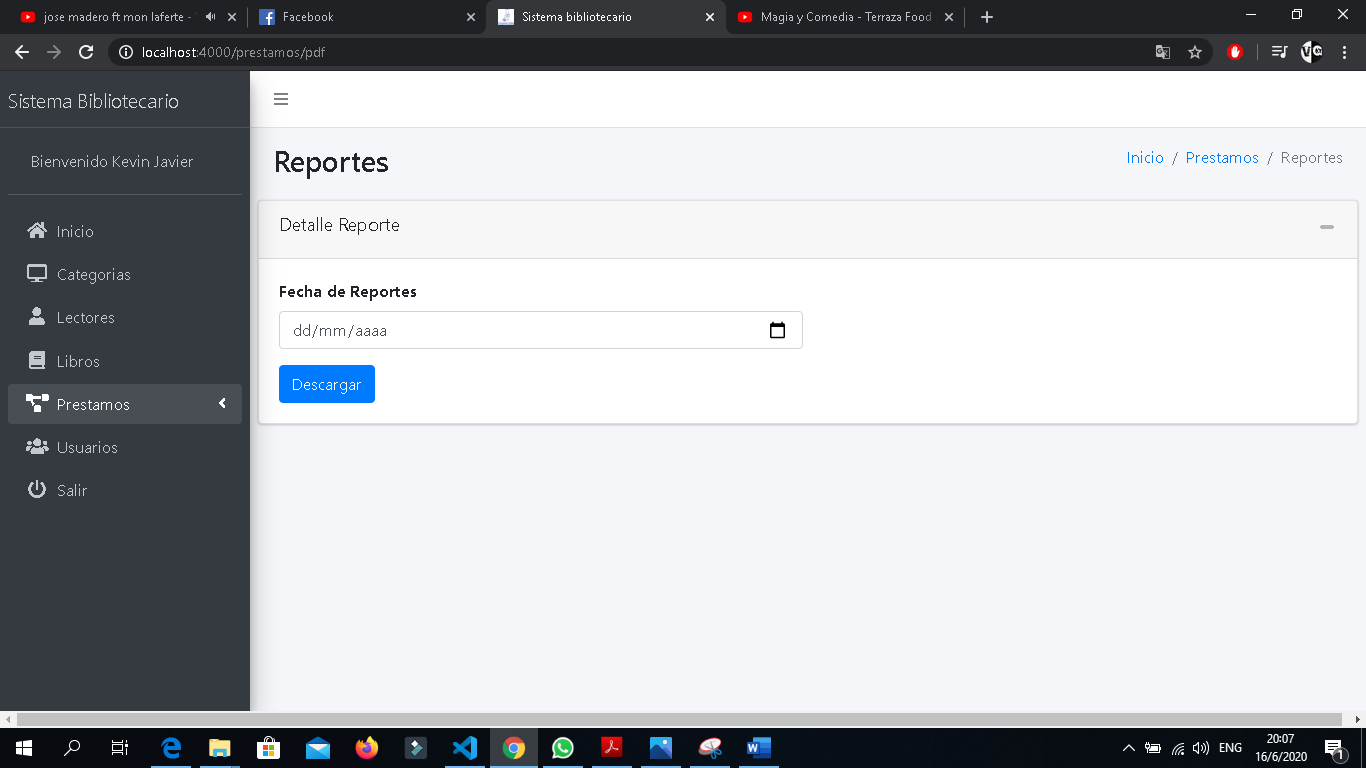 jose madero ft mon laferte -
Facebook
Sistema bibliotecario
Magia y Comedia - Terraza Food
localhost:4000/prestamos/pdf
Sistema Bibliotecario
Bienvenido Kevin Javier
Inicio
Categorias
Lectores
Libros
Prestamos
Usuarios
Salir
Reportes
Inicio / Prestamos / Reportes
Detalle Reporte
Fecha de Reportes
dd/mm/aaaa
Descargar
ENG
20:07
16/6/2020
1